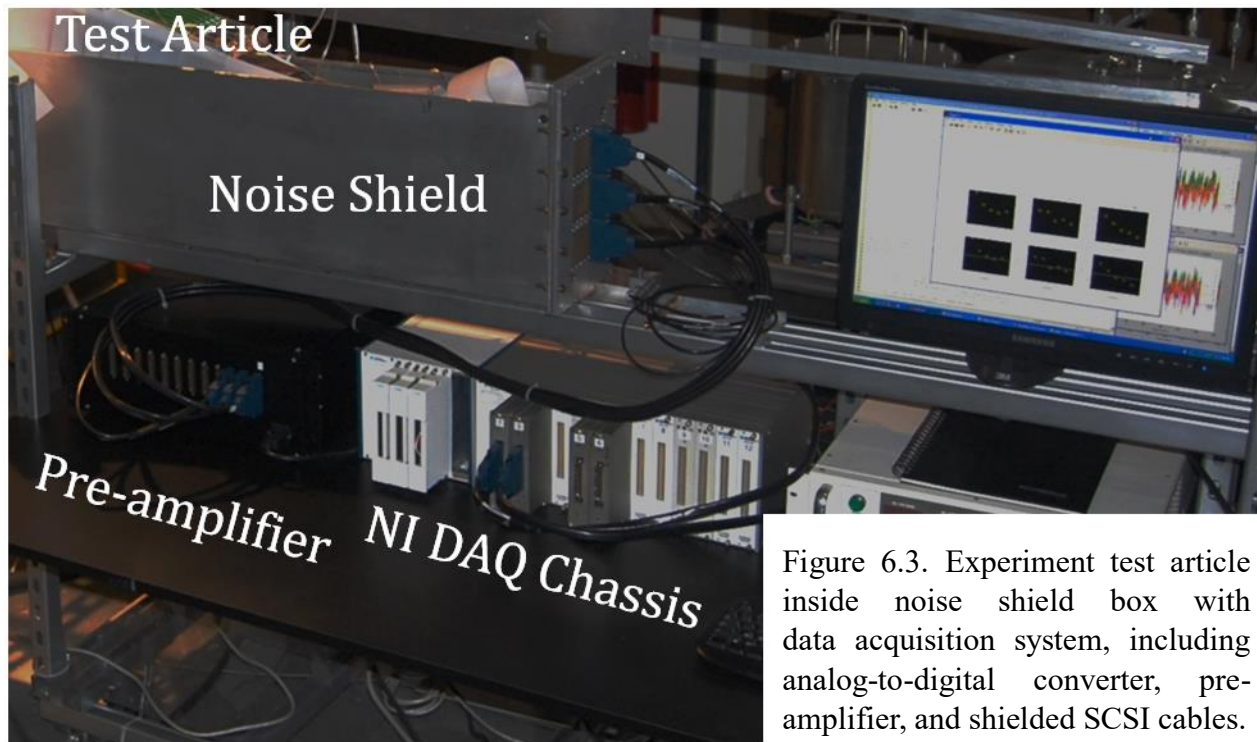 Test Article
Noise Shield
SAMSUNG
Pre-amplifier
NI DAQ Chassis
Figure 6.3. Experiment test article
inside noise shield box with
data acquisition system, including
analog-to-digital converter, pre-
amplifier, and shielded SCSI cables.